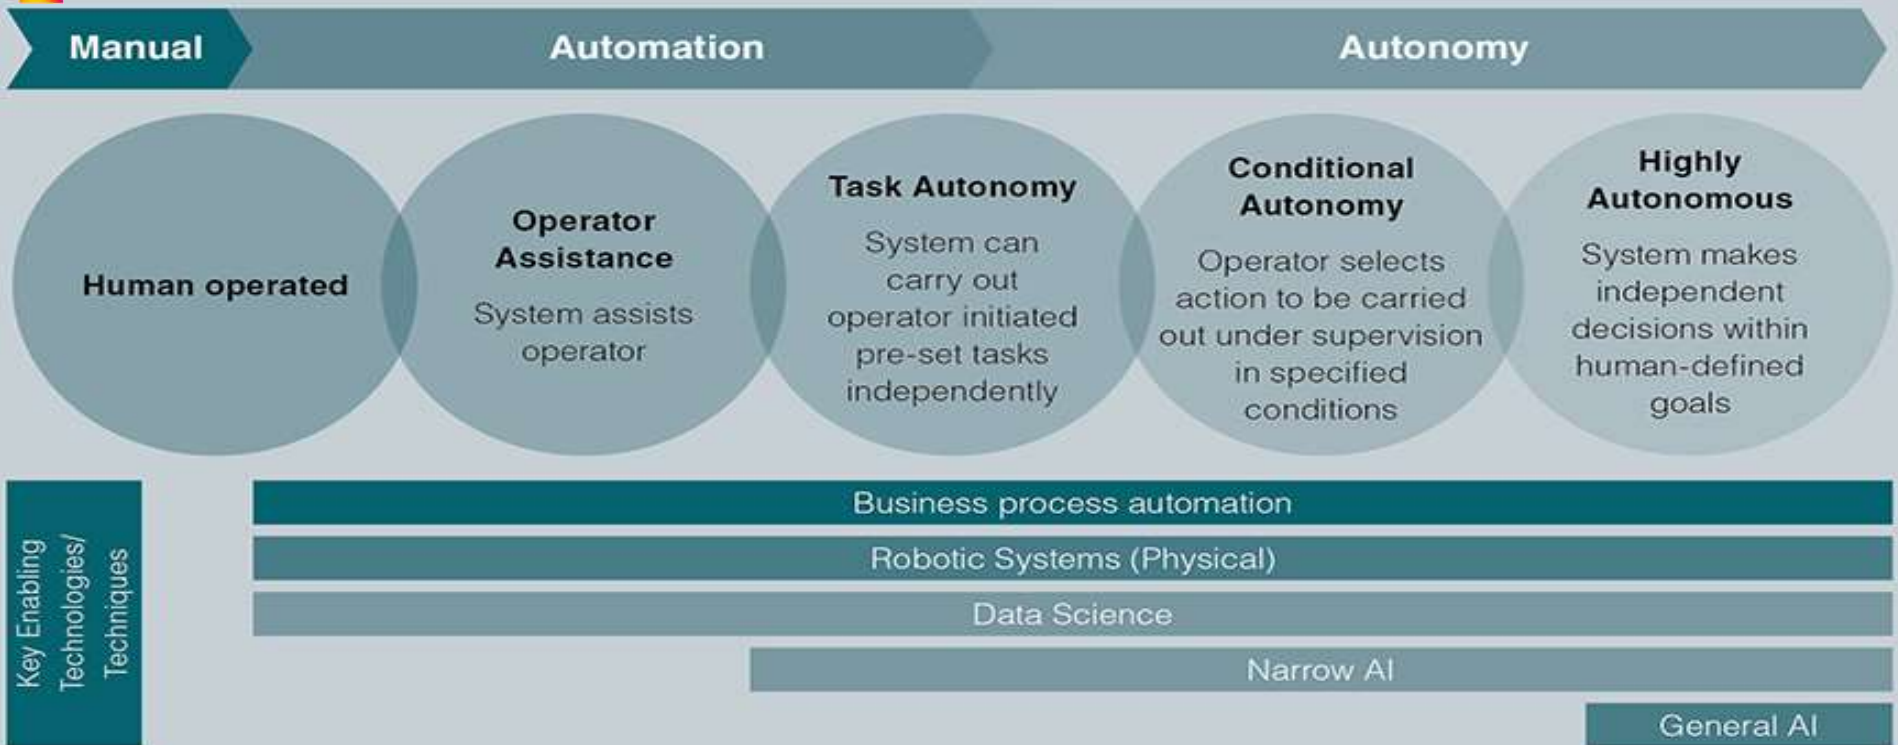 Manual
Automation
Autonomy
Human operated
Operator
Assistance
System assists
operator
Task Autonomy
System can
carry out
operator initiated
pre-set tasks
independently
Conditional
Autonomy
Operator selects
action to be carried
out under supervision
in specified
conditions
Highly
Autonomous
System makes
independent
decisions within
human-defined
goals
Key Enabling
Technologies/
Techniques
Business process automation
Robotic Systems (Physical)
Data Science
Narrow AI
General AI